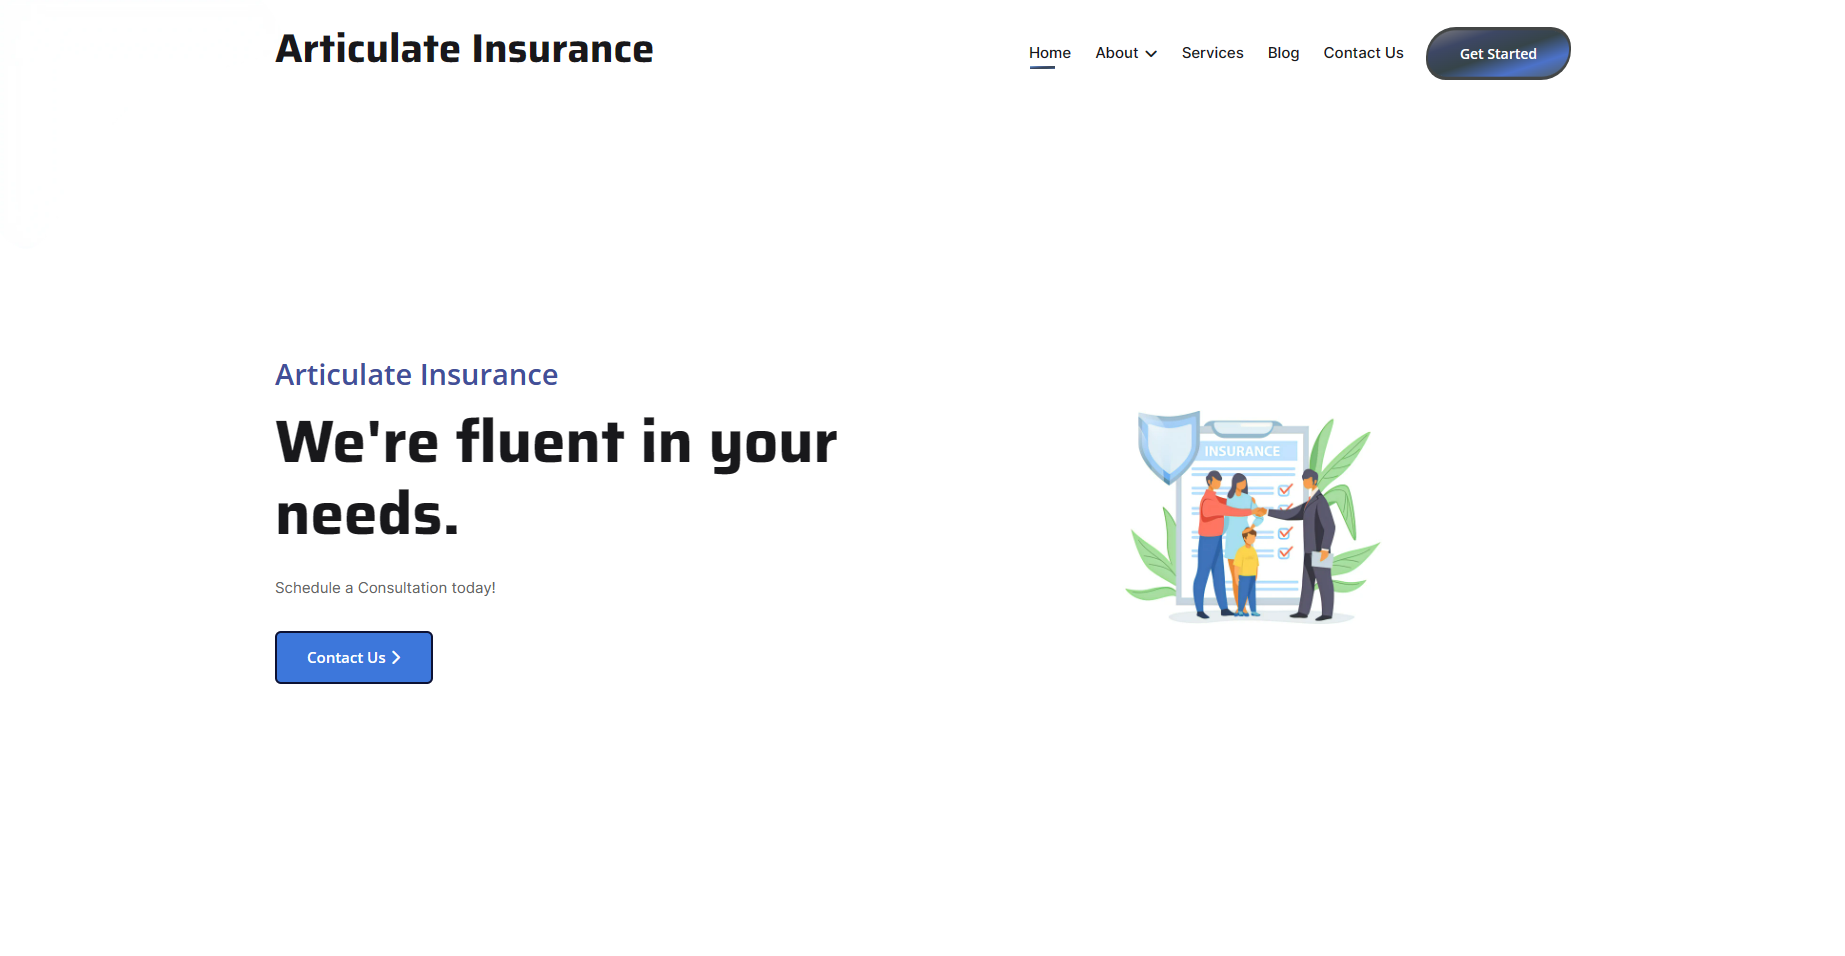 Articulate Insurance
Home About Services Blog Contact Us Get Started
Articulate Insurance
We're fluent in your
needs.
INSURANCE
Schedule a Consultation today!
Contact Us